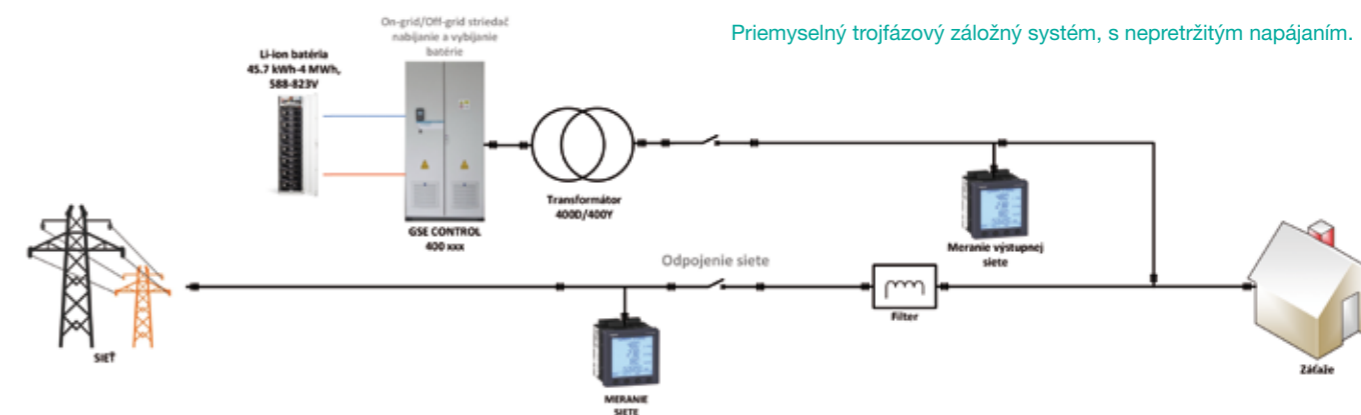 Priemyselný trojfázový záložný systém, s nepretržitým napájaním.
On-grid/Off-grid striedač
nabíjanie a vybíjanie
batérie
Li-ion batéria
45.7 kWh-4 MWh,
588-823V
Transformátor
400D/400Y
GSE CONTROL
400 xxx
Meranie výstupnej
siete
Odpojenie siete
Filter
SIEŤ
MERANIE
SIETE
Záťaže